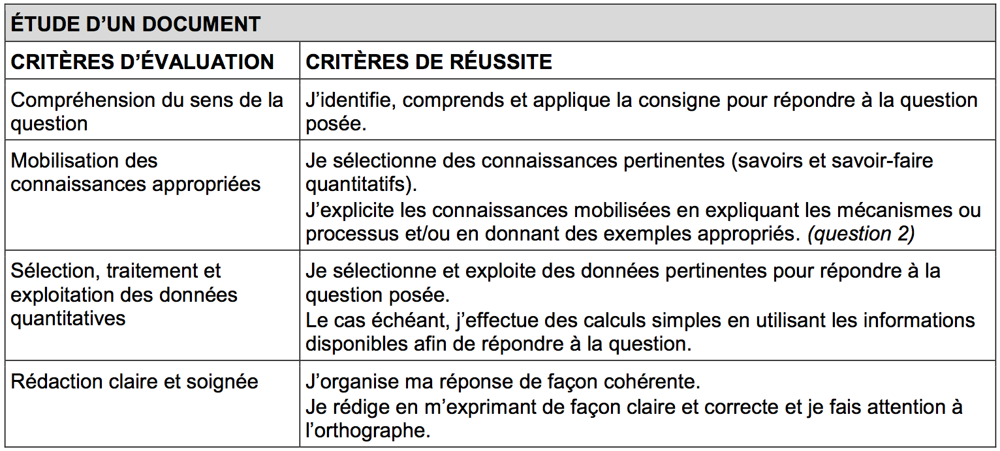 ÉTUDE D’UN DOCUMENT
CRITÈRES D’ÉVALUATION
CRITÈRES DE RÉUSSITE
Compréhension du sens de la
question
J’identifie, comprends et applique la consigne pour répondre à la question
posée.
Mobilisation des
connaissances appropriées
Je sélectionne des connaissances pertinentes (savoirs et savoir-faire
quantitatifs).
J’explicite les connaissances mobilisées en expliquant les mécanismes ou
processus et/ou en donnant des exemples appropriés. (question 2)
Sélection, traitement et
exploitation des données
quantitatives
Je sélectionne et exploite des données pertinentes pour répondre à la
question posée.
Le cas échéant, j’effectue des calculs simples en utilisant les informations
disponibles afin de répondre à la question.
Rédaction claire et soignée
J’organise ma réponse de façon cohérente.
Je rédige en m’exprimant de façon claire et correcte et je fais attention à
l’orthographe.